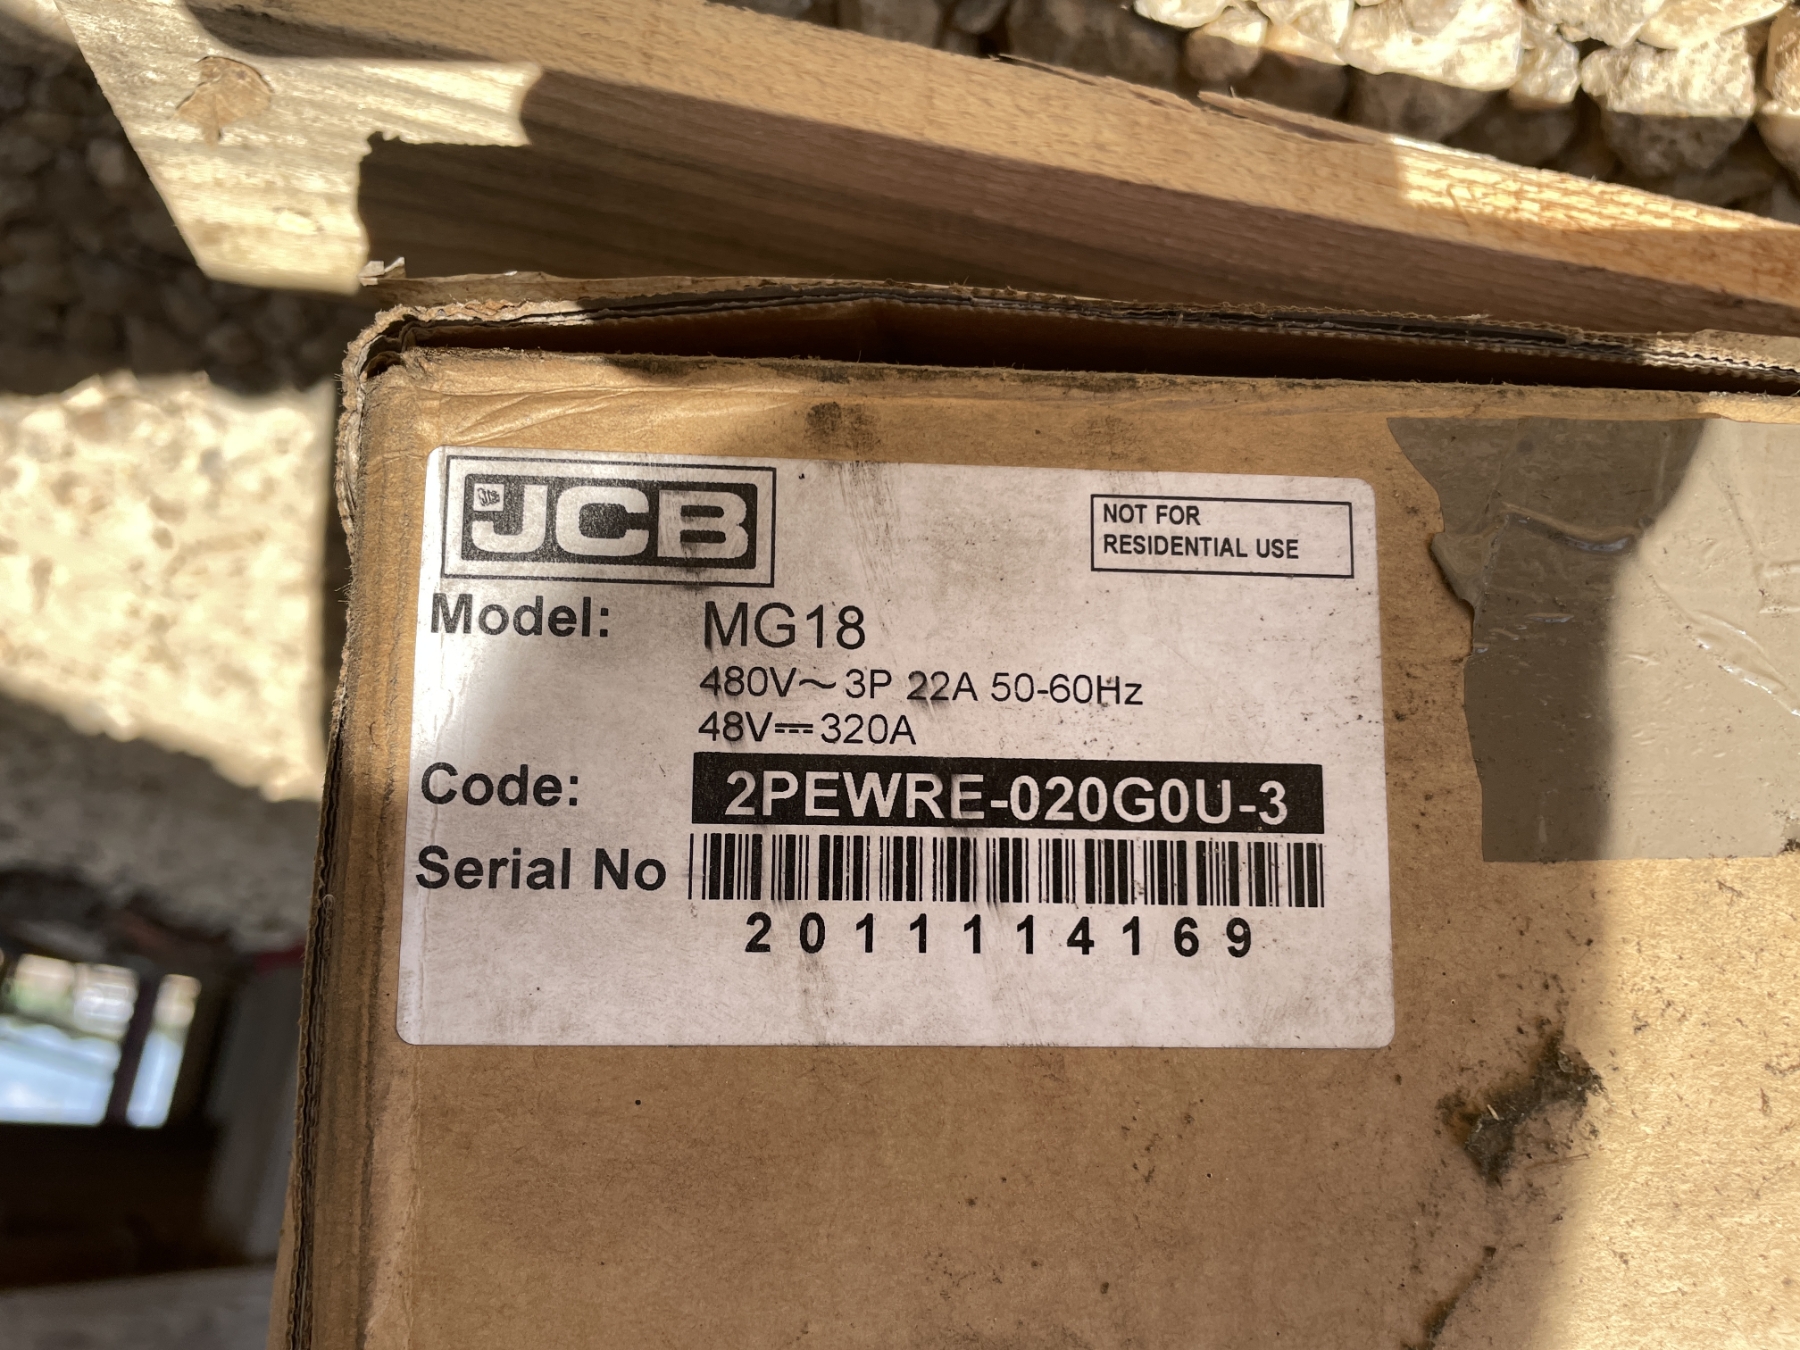 JCB
NOT FOR
RESIDENTIAL USE
Model: MG18
480V~ 3P 22A 50-60Hz
48V⎓320A
Code: 2PEWRE-020G0U-3
Serial No
2011114169